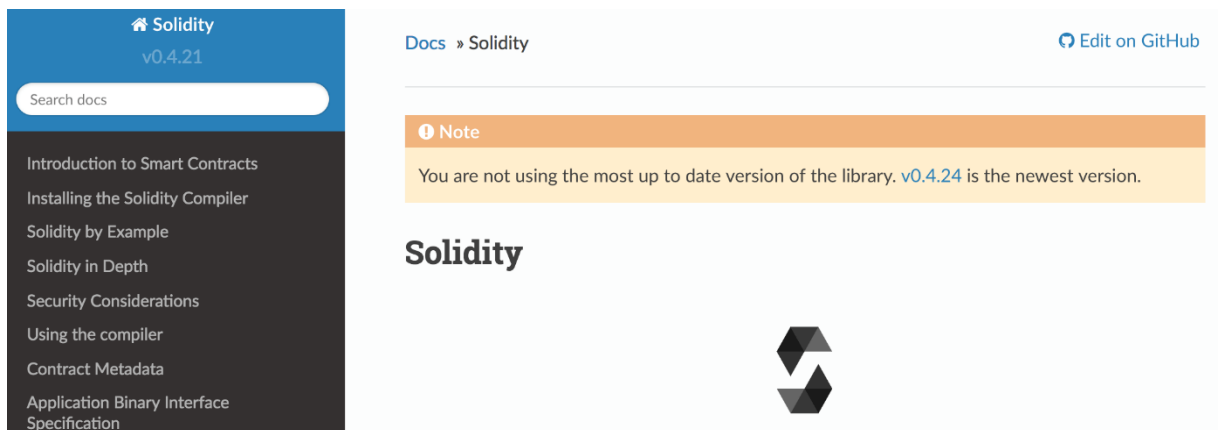 Solidity
v0.4.21
Search docs
Introduction to Smart Contracts
Installing the Solidity Compiler
Solidity by Example
Solidity in Depth
Security Considerations
Using the compiler
Contract Metadata
Application Binary Interface
Specification
Docs » Solidity
Edit on GitHub
Note
You are not using the most up to date version of the library. v0.4.24 is the newest version.
Solidity